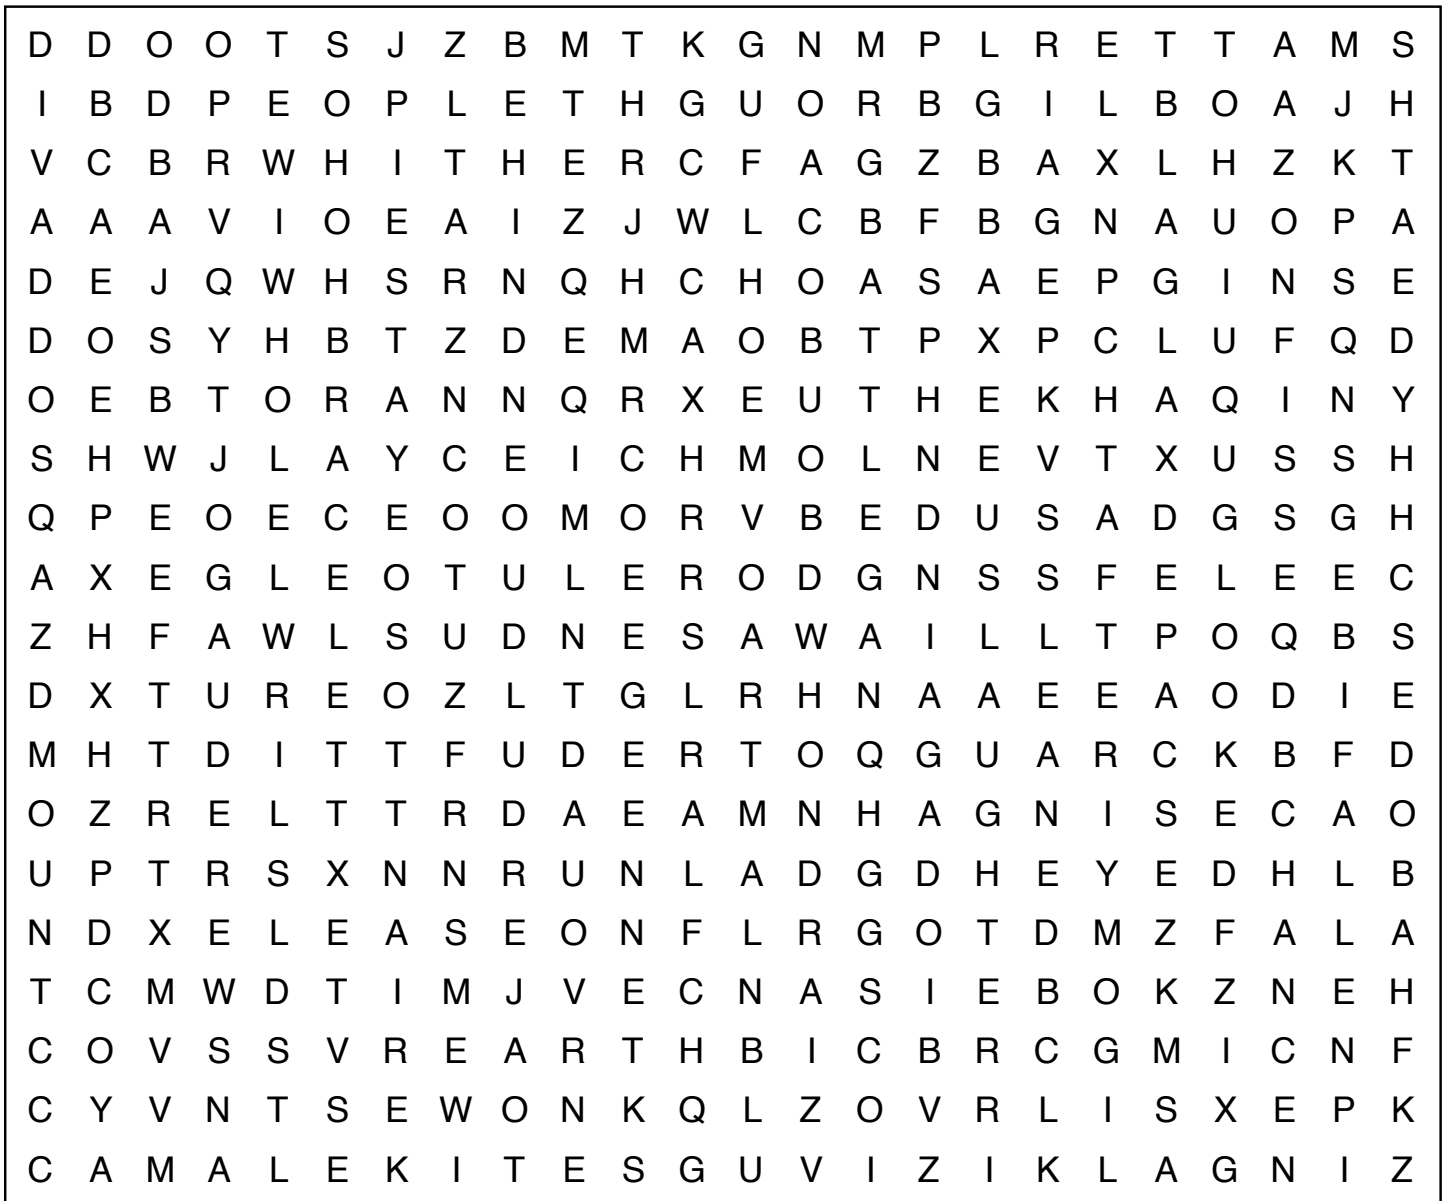 D D O O T S J Z B M T K G N M P L R E T T A M S
I B D P E O P L E T H G U O R B G I L B O A J H
V C B R W H I T H E R C F A G Z B A X L H Z K T
A A A V I O E A I Z J W L C B F B G N A U O P A
D E J Q W H S R N Q H C H O A S A E P G I N S E
D O S Y H B T Z D E M A O B T P X P C L U F Q D
O E B T O R A N N Q R X E U T H E K H A Q I N Y
S H W J L A Y C E I C H M O L N E V T X U S S H
Q P E O E C E O O M O R V B E D U S A D G S G H
A X E G L E O T U L E R O D G N S S F E L E E C
Z H F A W L S U D N E S A W A I L L T P O Q B S
D X T U R E O Z L T G L R H N A A E E A O D I E
M H T D I T T F U D E R T O Q G U A R C K B F D
O Z R E L T T R D A E A M N H A G N I S E C A O
U P T R S X N N R U N L A D G D H E Y E D H L B
N D X E L E A S E O N F L R G O T D M Z F A L A
T C M W D T I M J V E C N A S I E B O K Z N E H
C O V S S V R E A R T H B I C B R C G M I C N F
C Y V N T S E W O N K Q L Z O V R L I S X E P K
C A M A L E K I T E S G U V I Z I K L A G N I Z